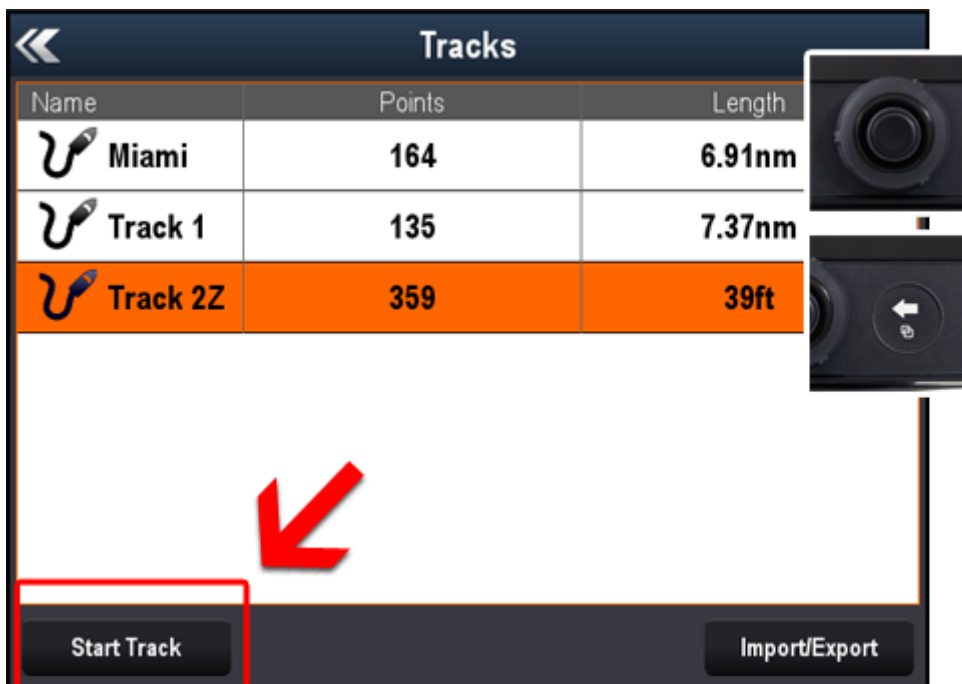 Tracks
Name Points Length
Miami 164 6.91nm
Track 1 135 7.37nm
Track 2Z 359 39ft
Start Track Import/Export